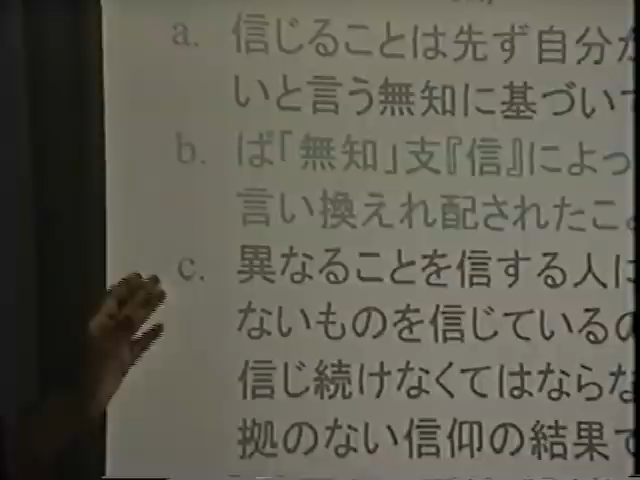 a. 信じることは先ず自分か
いと言う無知に基づいて
b. ば「無知」支『信』によっ
言い換えれ配されたこ
c. 異なることを信する人に
ないものを信じているの
信じ続けなくてはならな
拠のない信仰の結果で